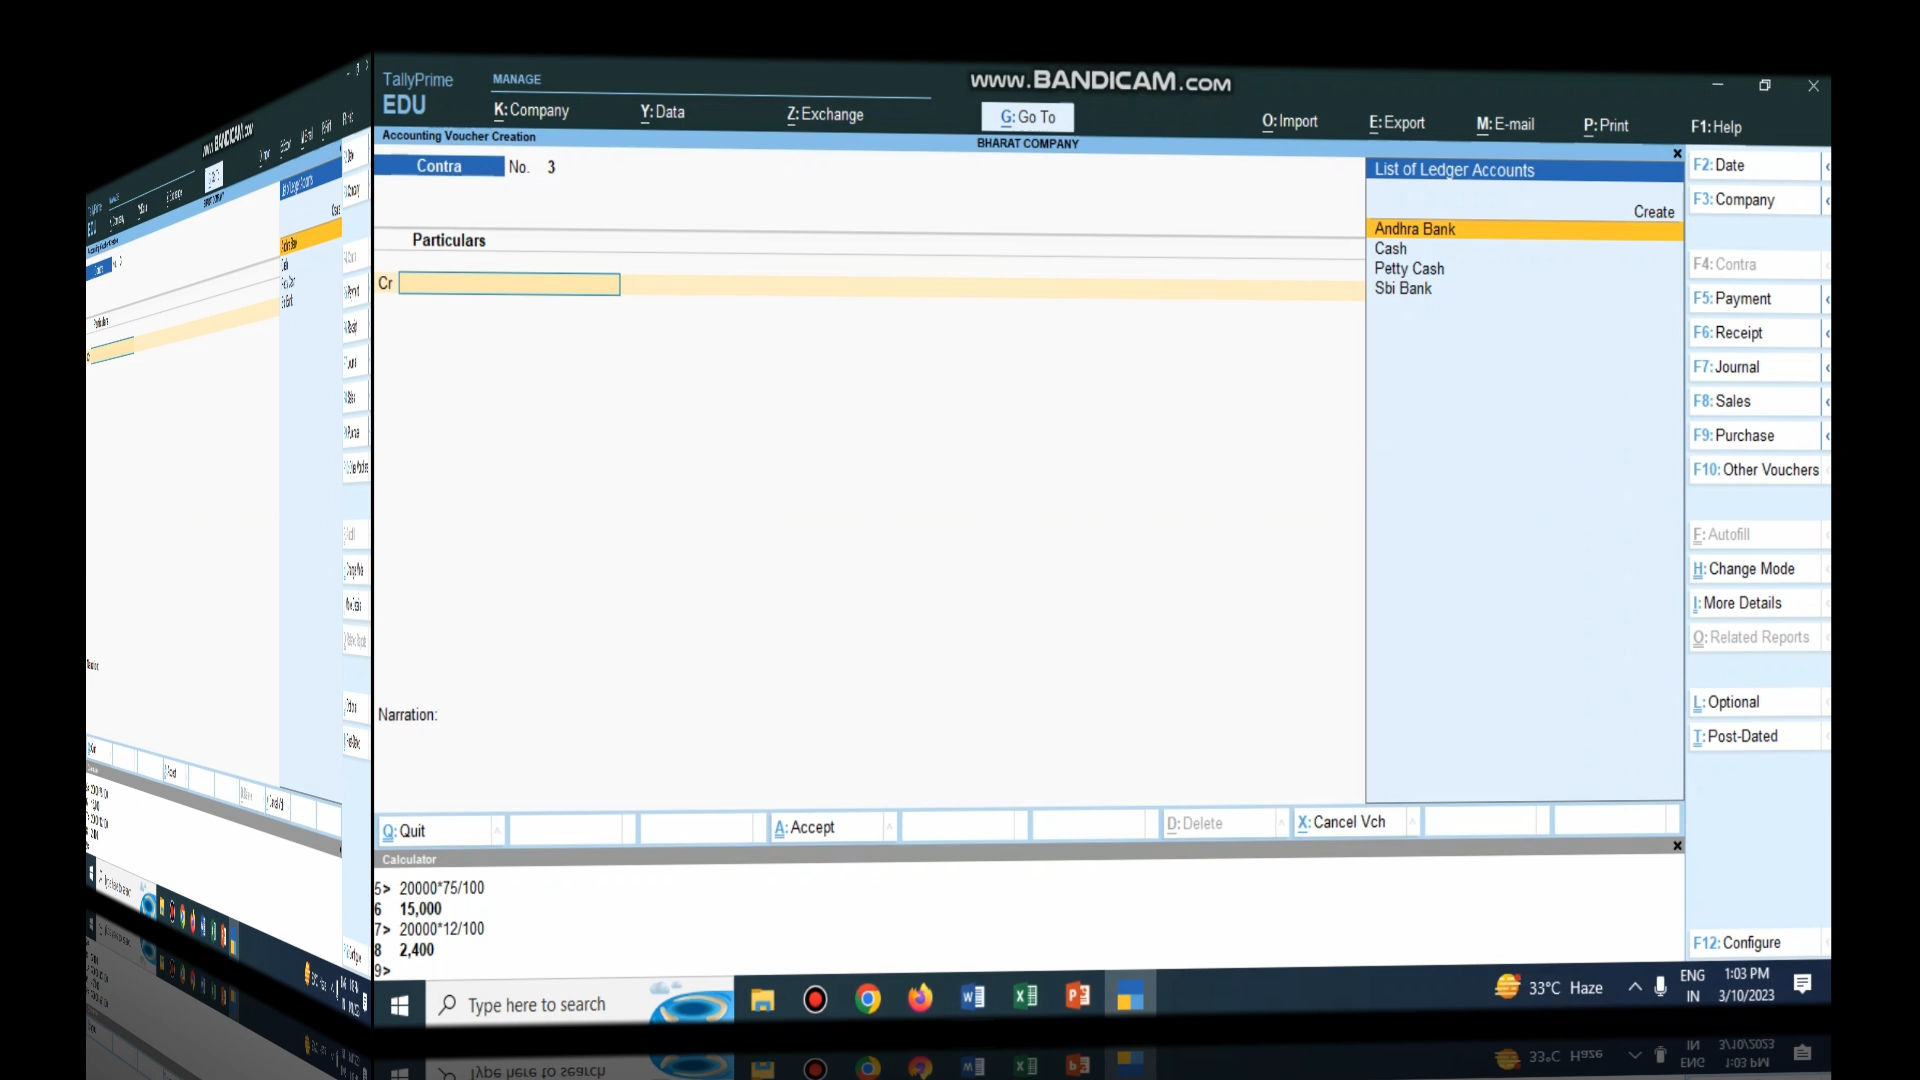 TallyPrime
EDU
MANAGE
K: Company
Y: Data
Z: Exchange
G: Go To
O: Import
E: Export
M: E-mail
P: Print
F1: Help
www.BANDICAM.com
Accounting Voucher Creation
BHARAT COMPANY
Contra No. 3
Particulars
Cr
Narration:
List of Ledger Accounts
Create
Andhra Bank
Cash
Petty Cash
Sbi Bank
F2: Date
F3: Company
F4: Contra
F5: Payment
F6: Receipt
F7: Journal
F8: Sales
F9: Purchase
F10: Other Vouchers
F: Autofill
H: Change Mode
I: More Details
O: Related Reports
L: Optional
T: Post-Dated
F12: Configure
Q: Quit
A: Accept
D: Delete
X: Cancel Vch
Calculator
5> 20000*75/100
6 15,000
7> 20000*12/100
8 2,400
9>
Type here to search
33°C Haze
ENG
IN
1:03 PM
3/10/2023